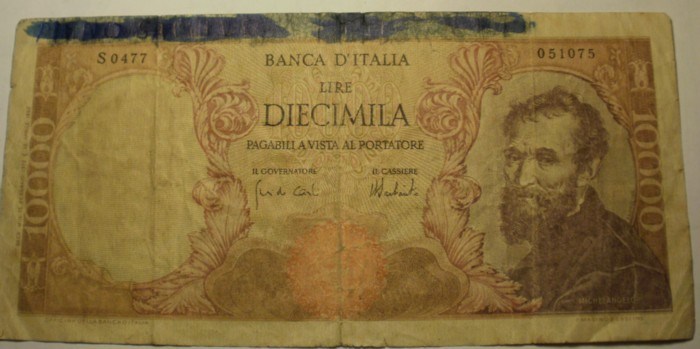 S 0477
BANCA D'ITALIA
051075
LIRE
DIECIMILA
PAGABILI A VISTA AL PORTATORE
IL GOVERNATORE
IL CASSIERE
10000
10000
MICHELANGELO